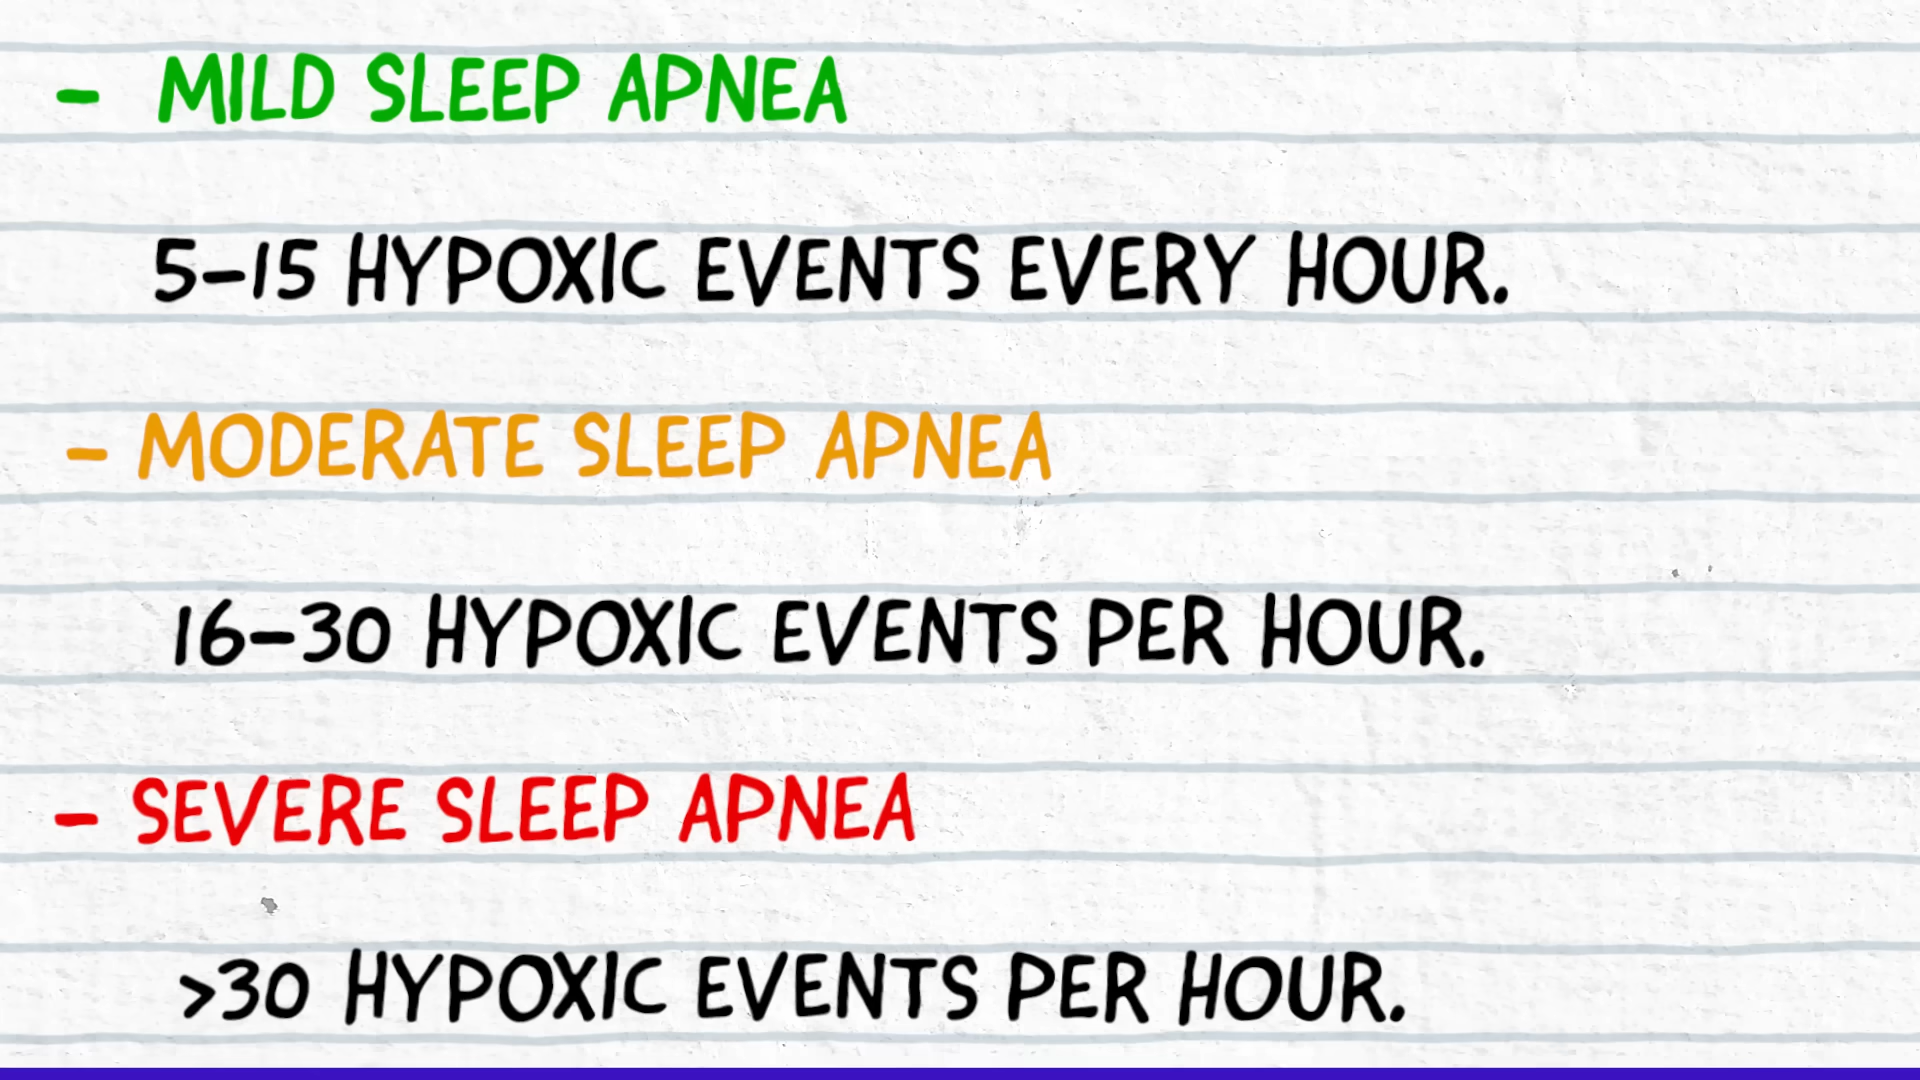 - MILD SLEEP APNEA
5-15 HYPOXIC EVENTS EVERY HOUR.
- MODERATE SLEEP APNEA
16-30 HYPOXIC EVENTS PER HOUR.
- SEVERE SLEEP APNEA
>30 HYPOXIC EVENTS PER HOUR.